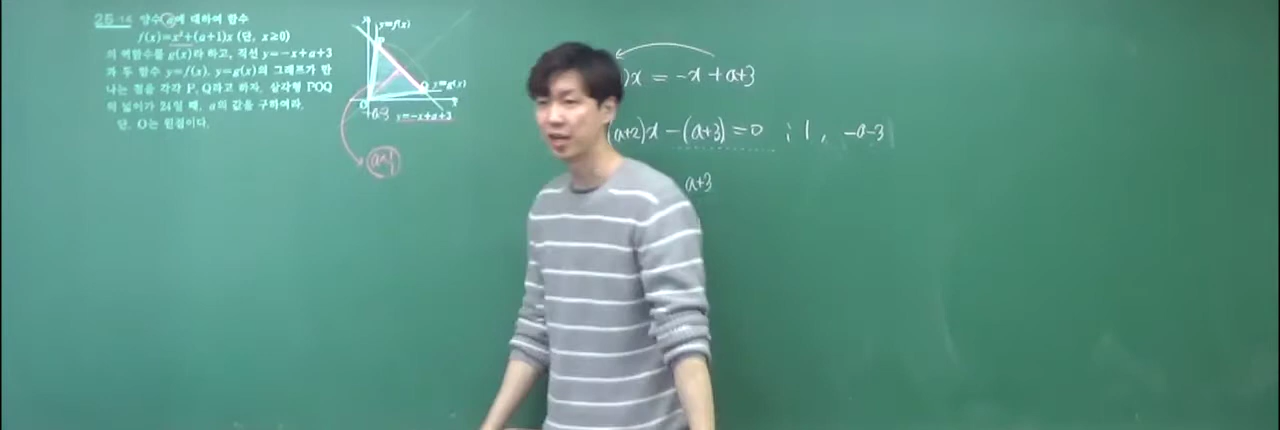 25-14 양수 a에 대하여 함수
f(x)=x²+(a+1)x (단, x≥0)
의 역함수를 g(x)라 하고, 직선 y=-x+a+3
과 두 함수 y=f(x), y=g(x)의 그래프가 만
나는 점을 각각 P, Q라고 하자. 삼각형 POQ
의 넓이가 24일 때, a의 값을 구하여라.
단, O는 원점이다.
y=f(x)
y=g(x)
O
y=-x+a+3
)x = -x+a+3
(a+2)x-(a+3)=0 ; 1, -a-3
a+3